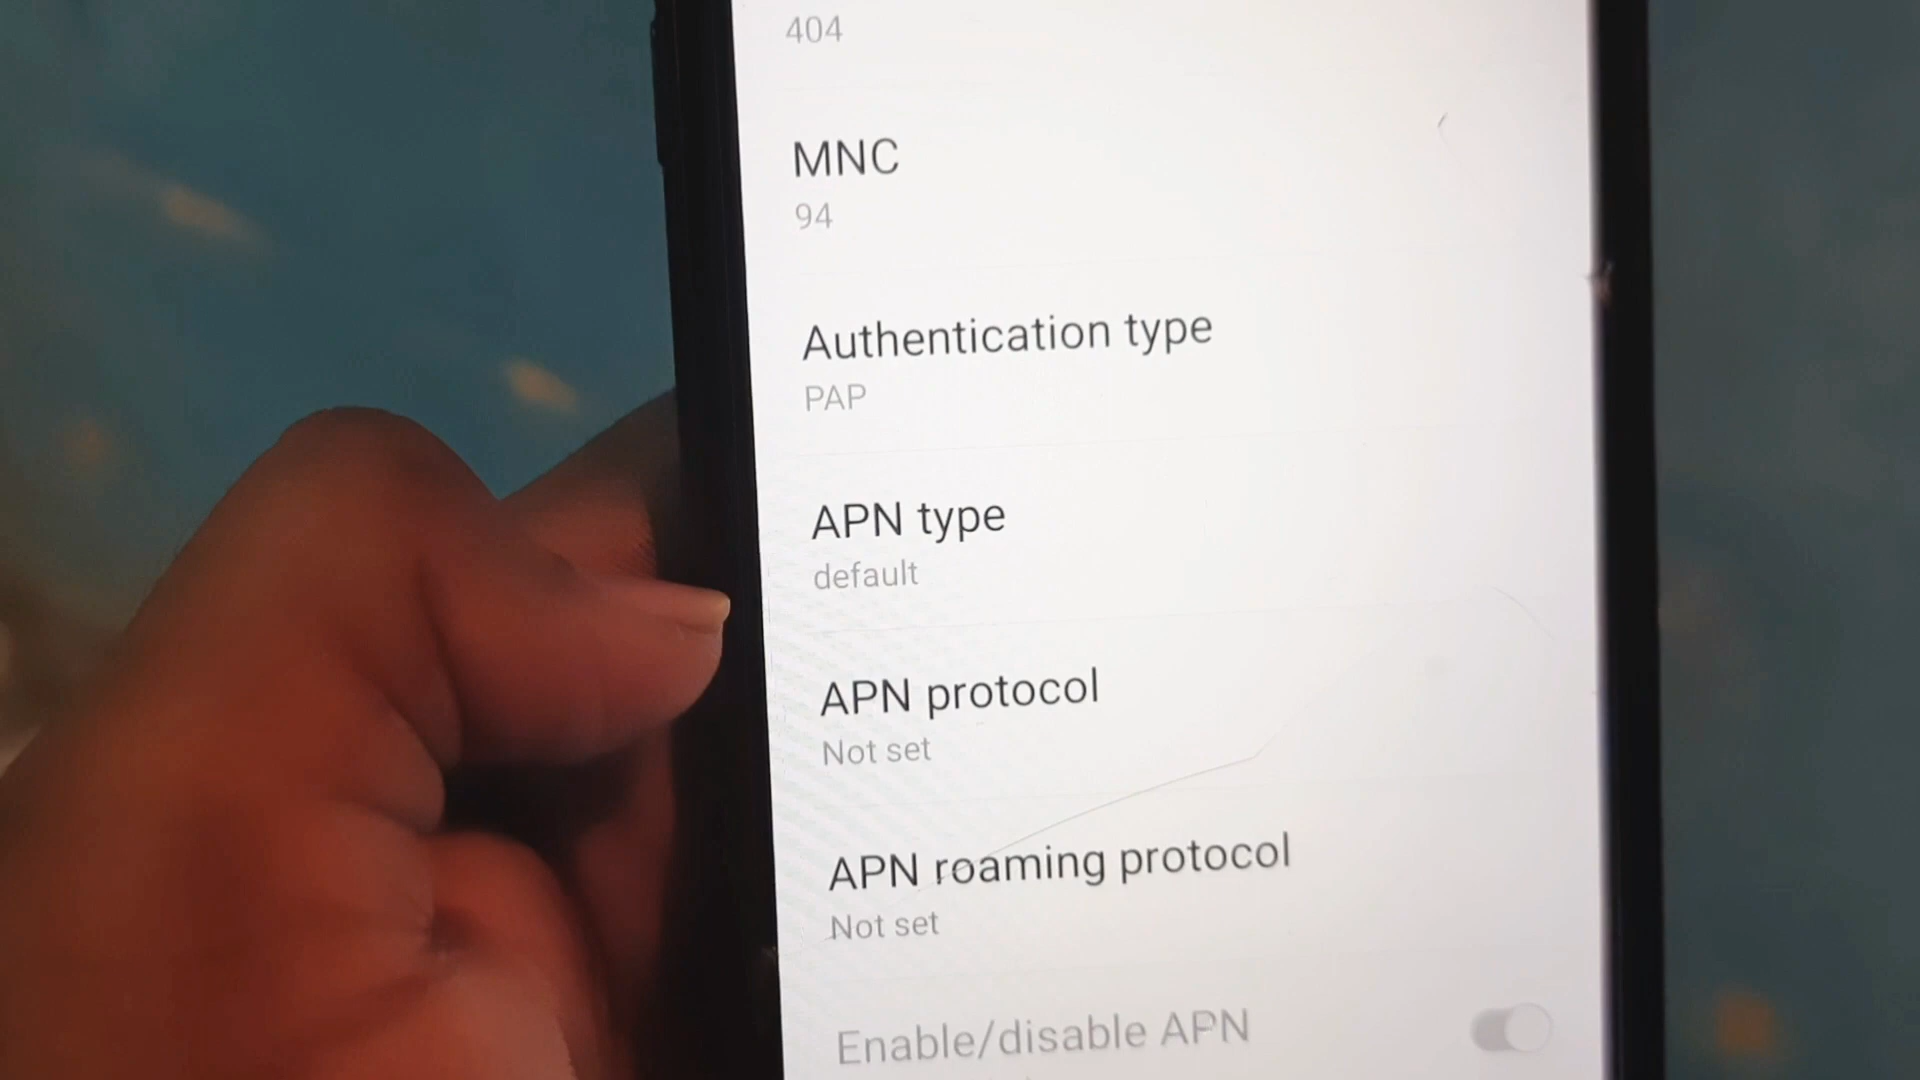 404
MNC
94
Authentication type
PAP
APN type
default
APN protocol
Not set
APN roaming protocol
Not set
Enable/disable APN